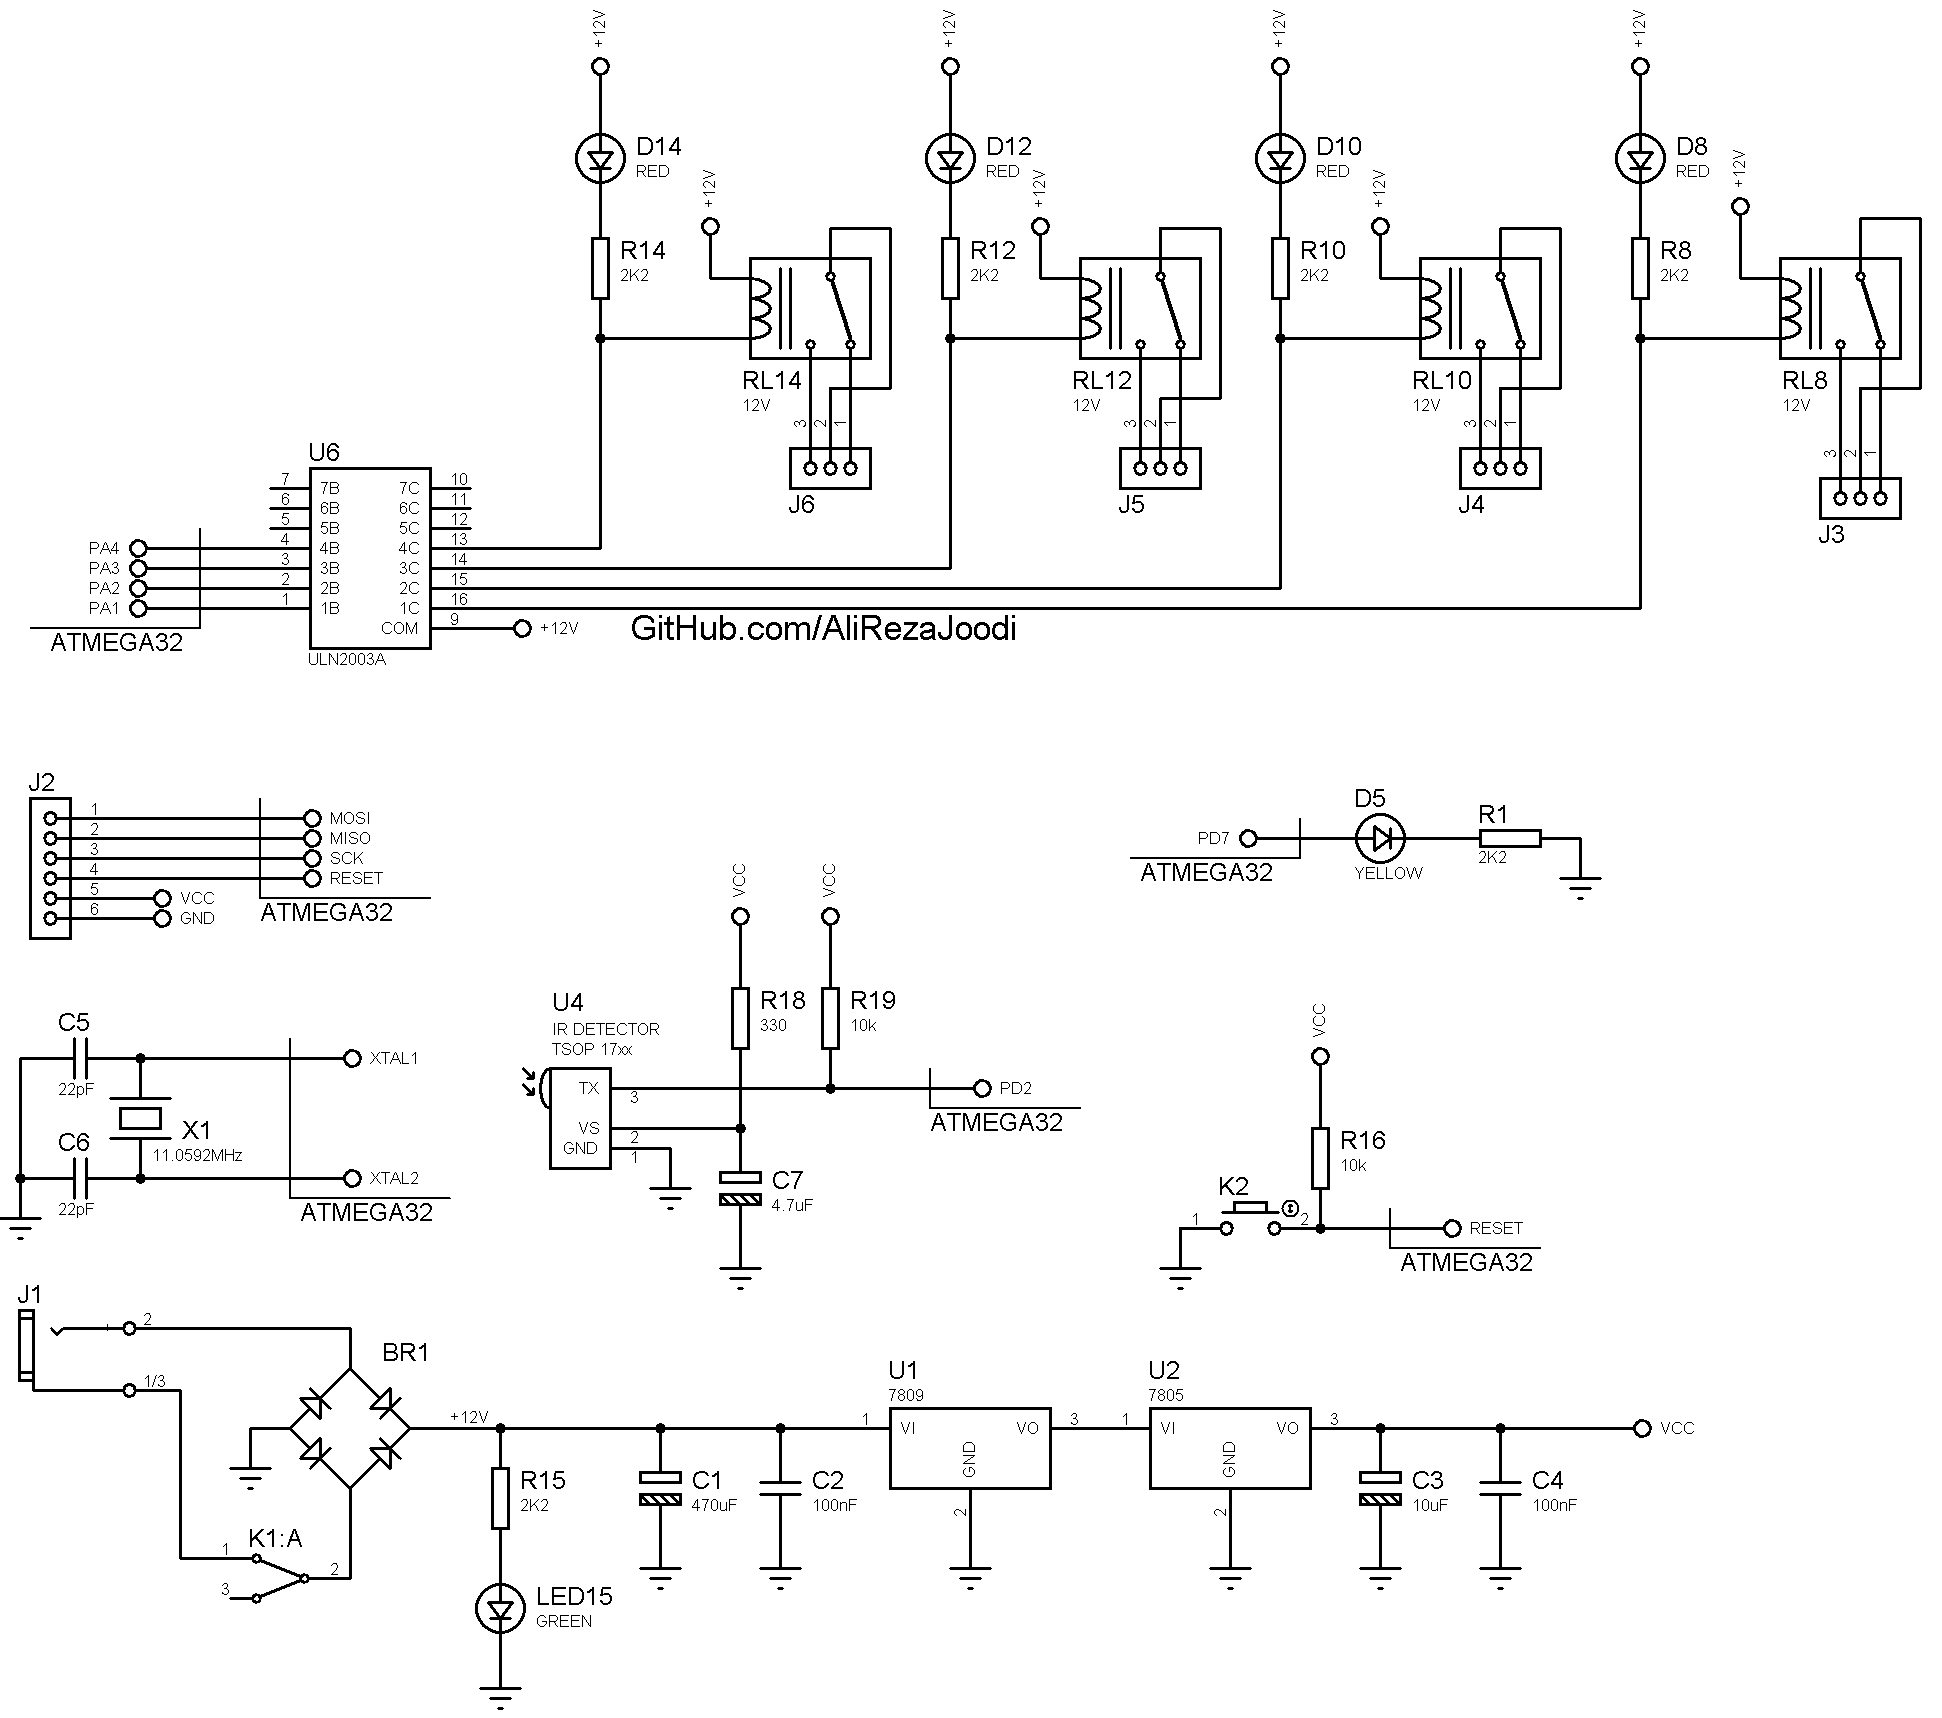 +12V
+12V
+12V
+12V
D14
RED
D12
RED
D10
RED
D8
RED
+12V
+12V
+12V
+12V
R14
2K2
R12
2K2
R10
2K2
R8
2K2
RL14
12V
RL12
12V
RL10
12V
RL8
12V
3 2 1
3 2 1
3 2 1
3 2 1
J6
J5
J4
J3
U6
7 7B 7C 10
6 6B 6C 11
5 5B 5C 12
PA4 4 4B 4C 13
PA3 3 3B 3C 14
PA2 2 2B 2C 15
PA1 1 1B 1C 16
COM 9 +12V
ATMEGA32
ULN2003A
GitHub.com/AliRezaJoodi
J2
1 MOSI
2 MISO
3 SCK
4 RESET
5 VCC
6 GND
ATMEGA32
D5
YELLOW
R1
2K2
PD7
ATMEGA32
C5
22pF
XTAL1
X1
11.0592MHz
C6
22pF
XTAL2
ATMEGA32
VCC
VCC
R18
330
R19
10k
U4
IR DETECTOR
TSOP 17xx
TX 3
VS 2
GND 1
PD2
ATMEGA32
C7
4.7uF
VCC
R16
10k
K2
1 2
RESET
ATMEGA32
J1
2
1/3
BR1
K1:A
1
2
3
+12V
R15
2K2
LED15
GREEN
C1
470uF
C2
100nF
U1
7809
1 VI VO 3
GND
2
U2
7805
1 VI VO 3
GND
2
C3
10uF
C4
100nF
VCC